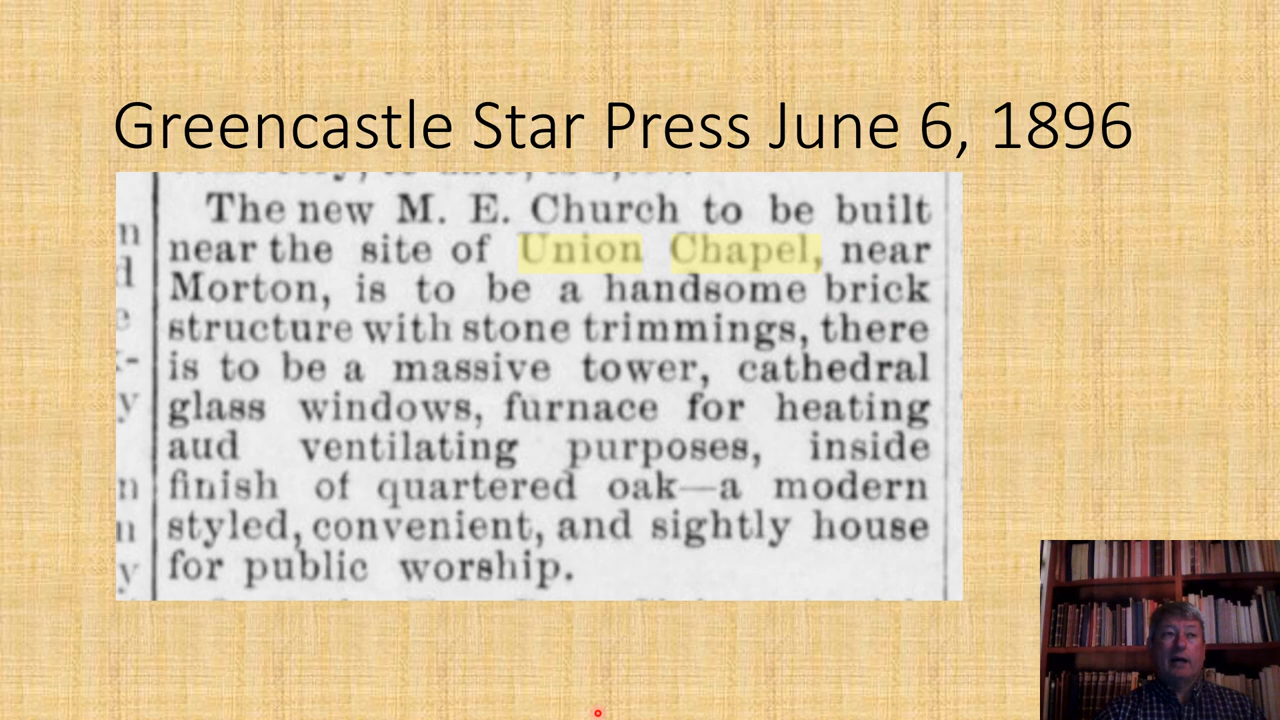 Greencastle Star Press June 6, 1896
The new M. E. Church to be built
near the site of Union Chapel, near
Morton, is to be a handsome brick
structure with stone trimmings, there
is to be a massive tower, cathedral
glass windows, furnace for heating
aud ventilating purposes, inside
finish of quartered oak—a modern
styled, convenient, and sightly house
for public worship.